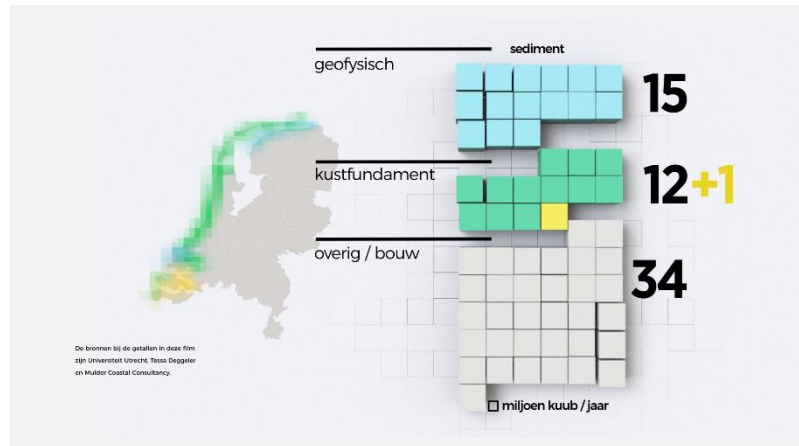 sediment
geofysisch
15
kustfundament
12+1
overig / bouw
34
De bronnen bij de getallen in deze film
zijn Universiteit Utrecht, Tessa Deggeler
en Mulder Coastal Consultancy.
miljoen kuub / jaar